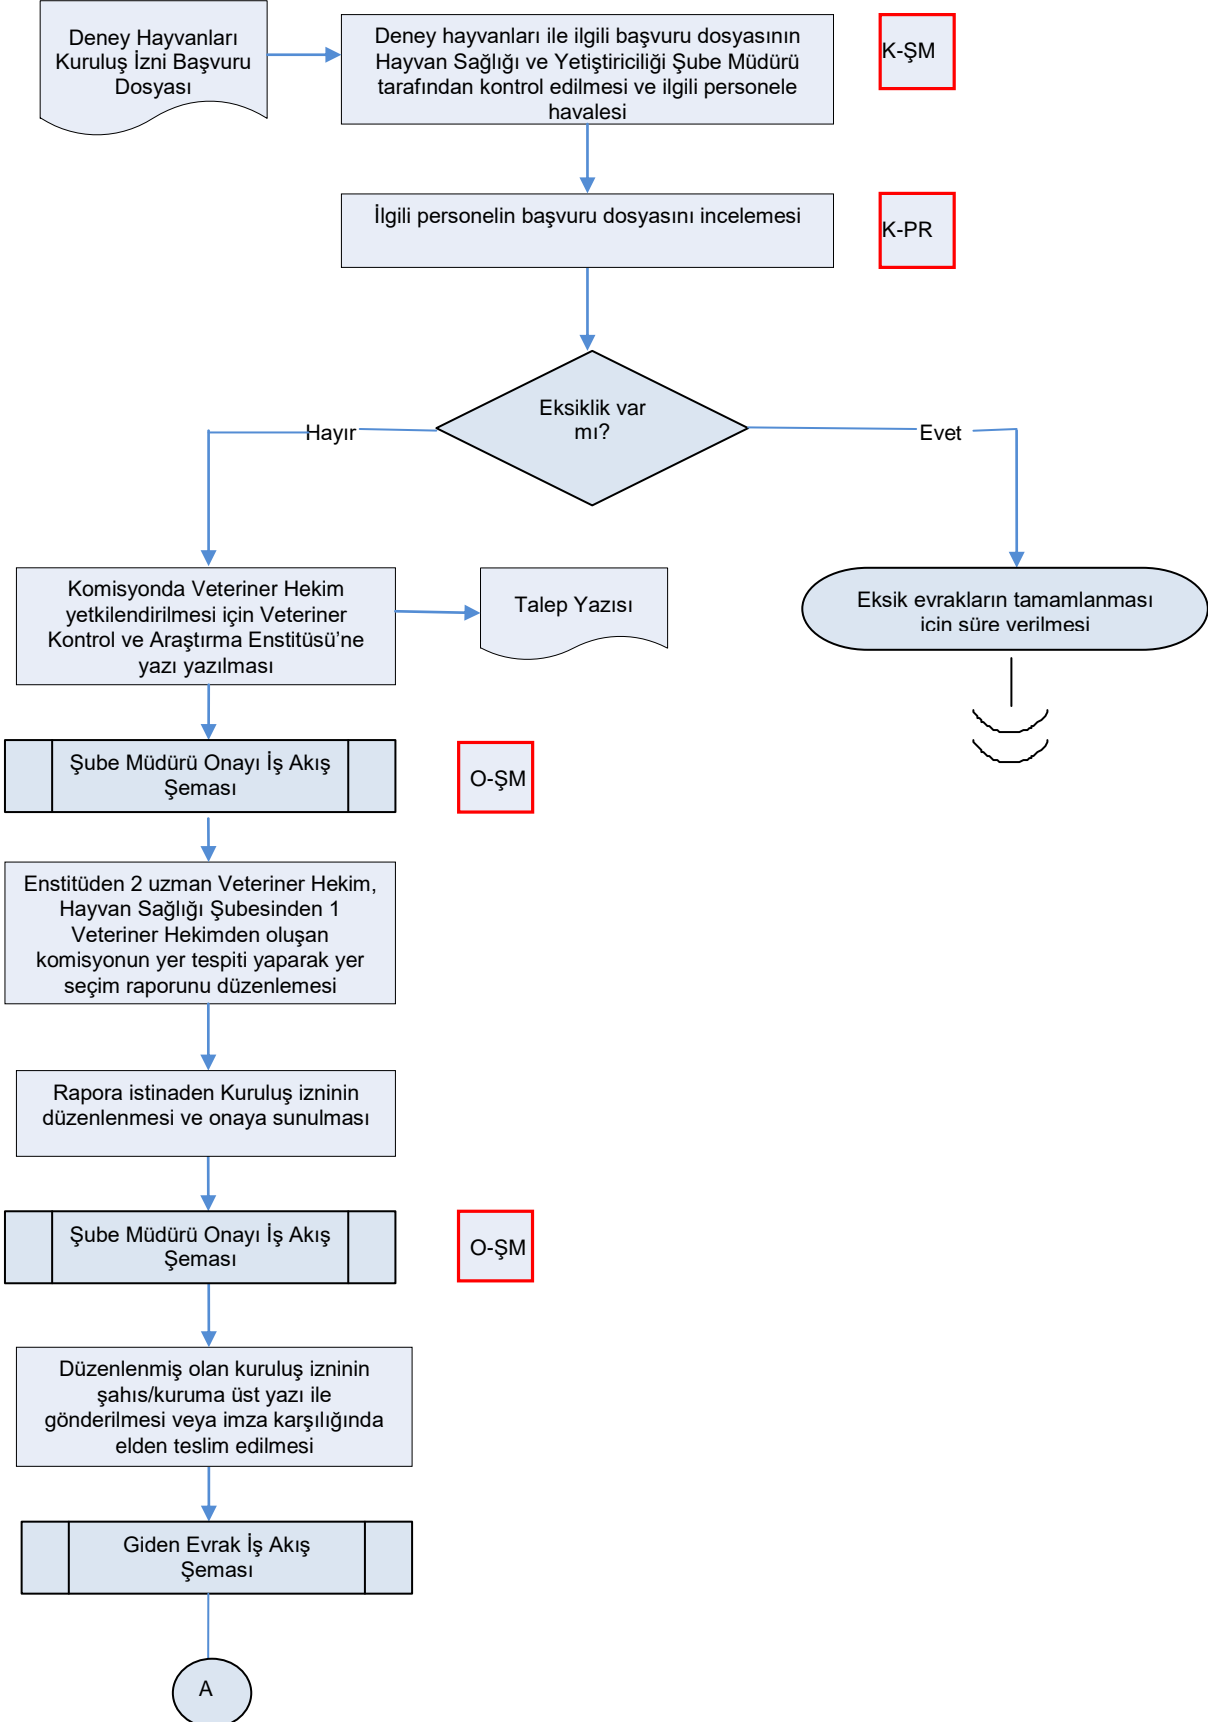 Deney Hayvanları
Kuruluş İzni Başvuru
Dosyası
Deney hayvanları ile ilgili başvuru dosyasının
Hayvan Sağlığı ve Yetiştiriciliği Şube Müdürü
tarafından kontrol edilmesi ve ilgili personele
havalesi
K-ŞM
İlgili personelin başvuru dosyasını incelemesi
K-PR
Eksiklik var
mı?
Hayır
Evet
Komisyonda Veteriner Hekim
yetkilendirilmesi için Veteriner
Kontrol ve Araştırma Enstitüsü’ne
yazı yazılması
Talep Yazısı
Eksik evrakların tamamlanması
için süre verilmesi
Şube Müdürü Onayı İş Akış
Şeması
O-ŞM
Enstitüden 2 uzman Veteriner Hekim,
Hayvan Sağlığı Şubesinden 1
Veteriner Hekimden oluşan
komisyonun yer tespiti yaparak yer
seçim raporunu düzenlemesi
Rapora istinaden Kuruluş izninin
düzenlenmesi ve onaya sunulması
Şube Müdürü Onayı İş Akış
Şeması
O-ŞM
Düzenlenmiş olan kuruluş izninin
şahıs/kuruma üst yazı ile
gönderilmesi veya imza karşılığında
elden teslim edilmesi
Giden Evrak İş Akış
Şeması
A